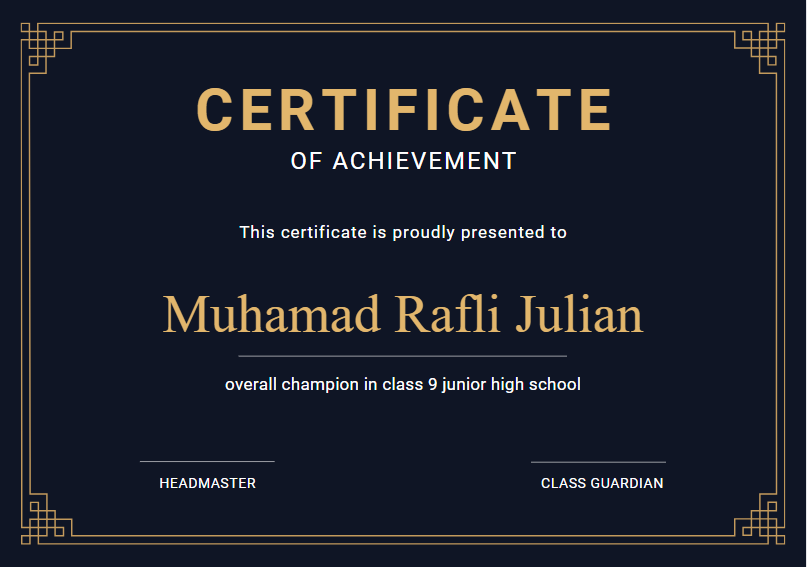 CERTIFICATE
OF ACHIEVEMENT
This certificate is proudly presented to
Muhamad Rafli Julian
overall champion in class 9 junior high school
HEADMASTER
CLASS GUARDIAN